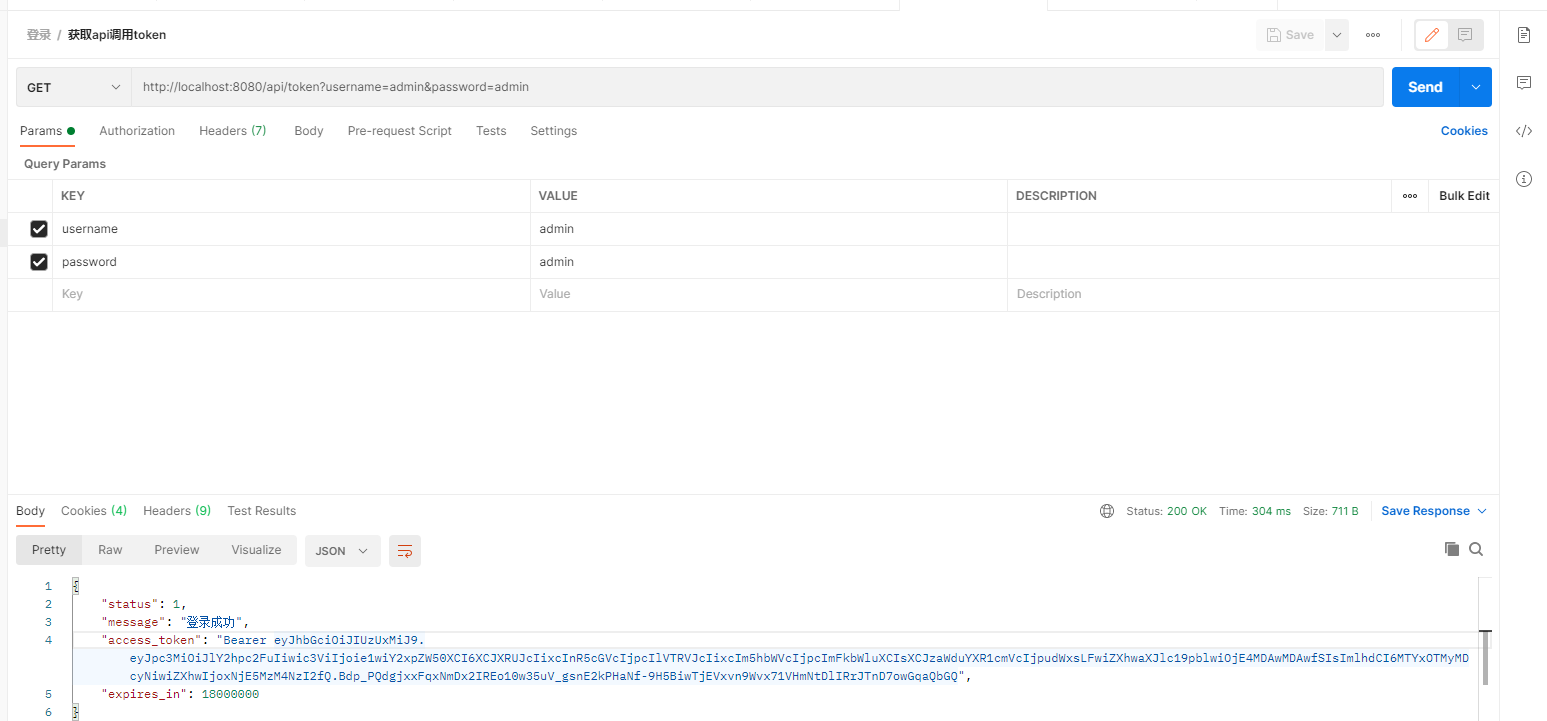 登录 / 获取api调用token
Save
GET http://localhost:8080/api/token?username=admin&password=admin Send
Params Authorization Headers (7) Body Pre-request Script Tests Settings Cookies
Query Params
KEY VALUE DESCRIPTION Bulk Edit
username admin
password admin
Key Value Description
Body Cookies (4) Headers (9) Test Results Status: 200 OK Time: 304 ms Size: 711 B Save Response
Pretty Raw Preview Visualize JSON
1 {
2 "status": 1,
3 "message": "登录成功",
4 "access_token": "Bearer eyJhbGciOiJIUzUxMiJ9.
eyJpc3MiOiJlY2hpc2FuIiwic3ViIjoie1wiY2xpZW50XCI6XCJXRUJcIixcInR5cGVcIjpcIlVTRVJcIixcIm5hbWVcIjpcImFkbWluXCIsXCJzaWduYXR1cmVcIjpudWxsLFwiZXhwaXJlc19pblwiOjE4MDAwMDAwfSIsImlhdCI6MTYxOTMyMD
cyNiwiZXhwIjoxNjE5MzM4NzI2fQ.Bdp_PQdgjxxFqxNmDx2IREo10w35uV_gsnE2kPHaNf-9H5BiwTjEVxvn9Wvx71VHmNtDlIRrJTnD7owGqaQbGQ",
5 "expires_in": 18000000
6 }